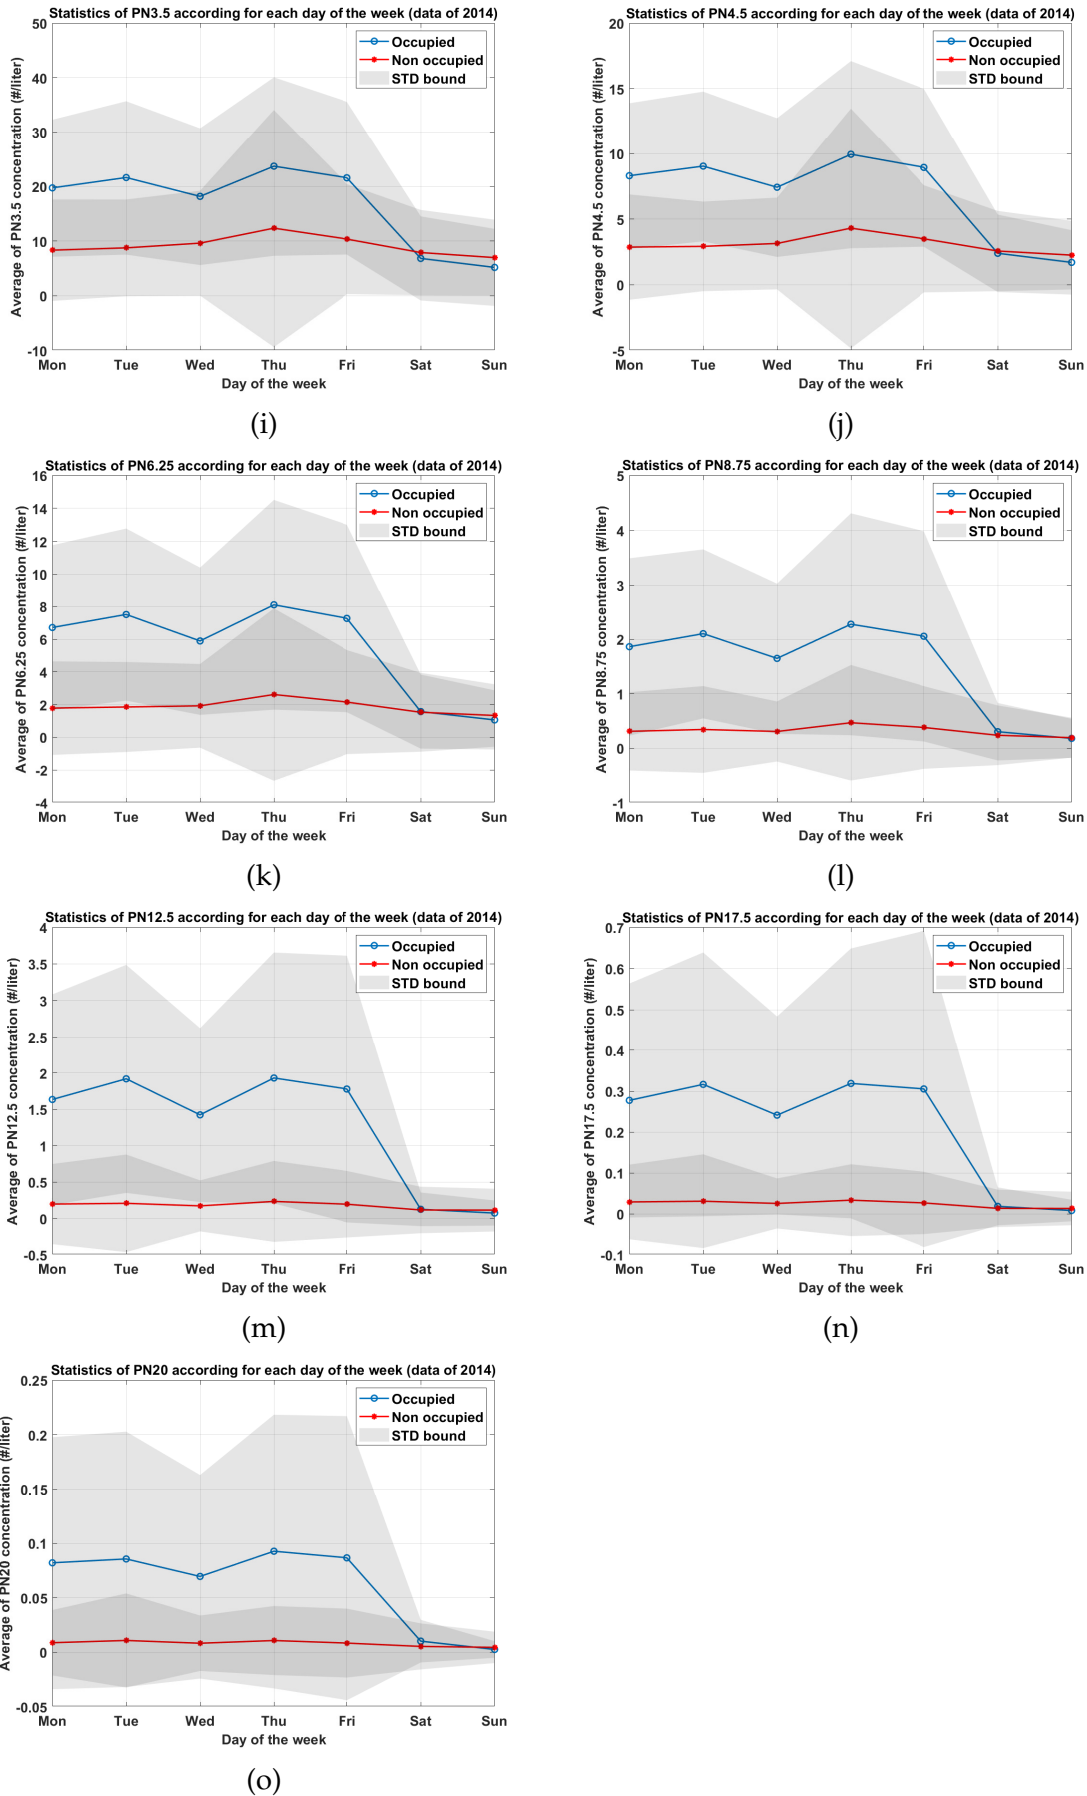 Statistics of PN3.5 according for each day of the week (data of 2014)
50
40
30
20
10
0
-10
Average of PN3.5 concentration (#/liter)
Occupied
Non occupied
STD bound
Mon Tue Wed Thu Fri Sat Sun
Day of the week
(i)
Statistics of PN4.5 according for each day of the week (data of 2014)
20
15
10
5
0
-5
Average of PN4.5 concentration (#/liter)
Occupied
Non occupied
STD bound
Mon Tue Wed Thu Fri Sat Sun
Day of the week
(j)
Statistics of PN6.25 according for each day of the week (data of 2014)
16
14
12
10
8
6
4
2
0
-2
-4
Average of PN6.25 concentration (#/liter)
Occupied
Non occupied
STD bound
Mon Tue Wed Thu Fri Sat Sun
Day of the week
(k)
Statistics of PN8.75 according for each day of the week (data of 2014)
5
4
3
2
1
0
-1
Average of PN8.75 concentration (#/liter)
Occupied
Non occupied
STD bound
Mon Tue Wed Thu Fri Sat Sun
Day of the week
(l)
Statistics of PN12.5 according for each day of the week (data of 2014)
4
3.5
3
2.5
2
1.5
1
0.5
0
-0.5
Average of PN12.5 concentration (#/liter)
Occupied
Non occupied
STD bound
Mon Tue Wed Thu Fri Sat Sun
Day of the week
(m)
Statistics of PN17.5 according for each day of the week (data of 2014)
0.7
0.6
0.5
0.4
0.3
0.2
0.1
0
-0.1
Average of PN17.5 concentration (#/liter)
Occupied
Non occupied
STD bound
Mon Tue Wed Thu Fri Sat Sun
Day of the week
(n)
Statistics of PN20 according for each day of the week (data of 2014)
0.25
0.2
0.15
0.1
0.05
0
-0.05
Average of PN20 concentration (#/liter)
Occupied
Non occupied
STD bound
Mon Tue Wed Thu Fri Sat Sun
Day of the week
(o)